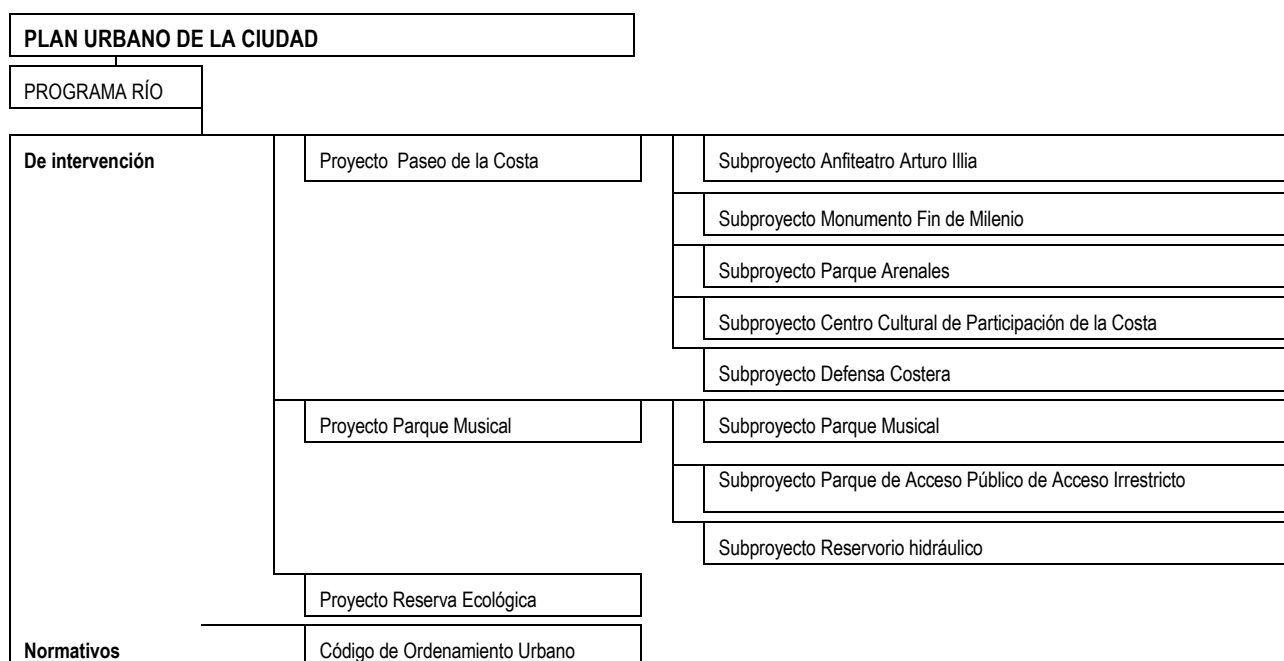 PLAN URBANO DE LA CIUDAD
PROGRAMA RÍO
De intervención
Proyecto Paseo de la Costa
Subproyecto Anfiteatro Arturo Illia
Subproyecto Monumento Fin de Milenio
Subproyecto Parque Arenales
Subproyecto Centro Cultural de Participación de la Costa
Subproyecto Defensa Costera
Proyecto Parque Musical
Subproyecto Parque Musical
Subproyecto Parque de Acceso Público de Acceso Irrestricto
Subproyecto Reservorio hidráulico
Proyecto Reserva Ecológica
Normativos
Código de Ordenamiento Urbano